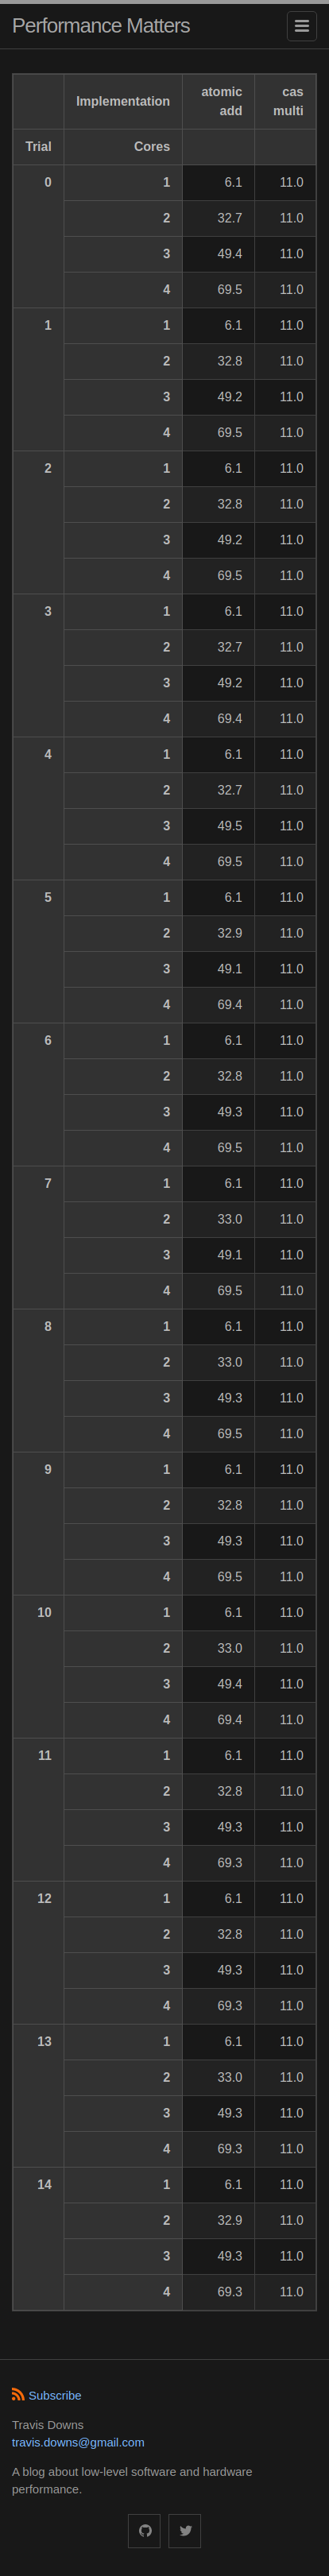 Performance Matters
Implementation atomic add cas multi
Trial Cores
0 1 6.1 11.0
2 32.7 11.0
3 49.4 11.0
4 69.5 11.0
1 1 6.1 11.0
2 32.8 11.0
3 49.2 11.0
4 69.5 11.0
2 1 6.1 11.0
2 32.8 11.0
3 49.2 11.0
4 69.5 11.0
3 1 6.1 11.0
2 32.7 11.0
3 49.2 11.0
4 69.4 11.0
4 1 6.1 11.0
2 32.7 11.0
3 49.5 11.0
4 69.5 11.0
5 1 6.1 11.0
2 32.9 11.0
3 49.1 11.0
4 69.4 11.0
6 1 6.1 11.0
2 32.8 11.0
3 49.3 11.0
4 69.5 11.0
7 1 6.1 11.0
2 33.0 11.0
3 49.1 11.0
4 69.5 11.0
8 1 6.1 11.0
2 33.0 11.0
3 49.3 11.0
4 69.5 11.0
9 1 6.1 11.0
2 32.8 11.0
3 49.3 11.0
4 69.5 11.0
10 1 6.1 11.0
2 33.0 11.0
3 49.4 11.0
4 69.4 11.0
11 1 6.1 11.0
2 32.8 11.0
3 49.3 11.0
4 69.3 11.0
12 1 6.1 11.0
2 32.8 11.0
3 49.3 11.0
4 69.3 11.0
13 1 6.1 11.0
2 33.0 11.0
3 49.3 11.0
4 69.3 11.0
14 1 6.1 11.0
2 32.9 11.0
3 49.3 11.0
4 69.3 11.0
Subscribe
Travis Downs
travis.downs@gmail.com
A blog about low-level software and hardware
performance.